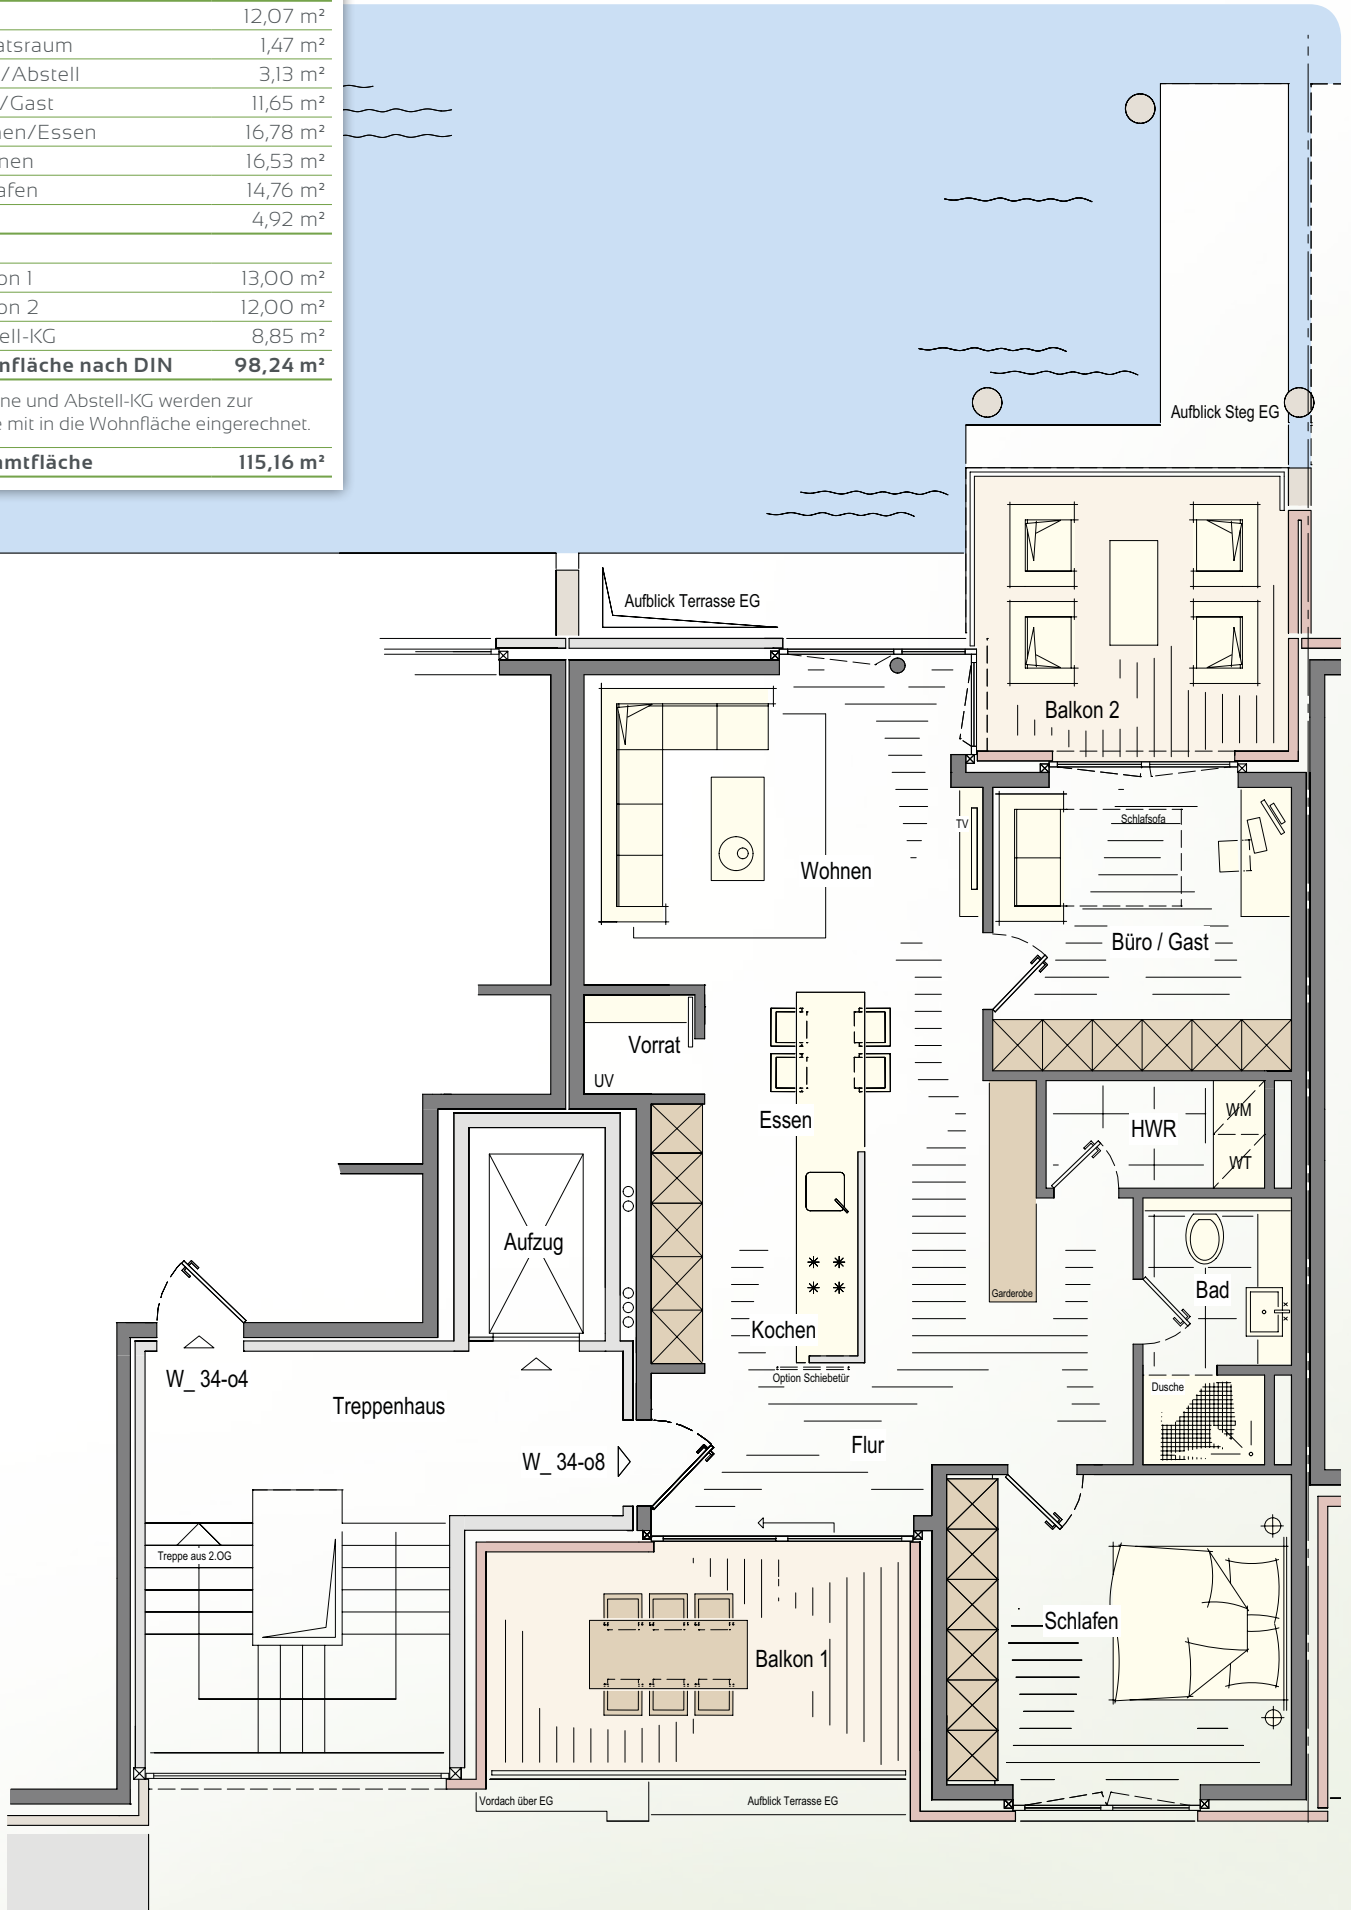 12,07 m²
atsraum 1,47 m²
/Abstell 3,13 m²
/Gast 11,65 m²
en/Essen 16,78 m²
nen 16,53 m²
afen 14,76 m²
4,92 m²
on 1 13,00 m²
on 2 12,00 m²
ell-KG 8,85 m²
nfläche nach DIN 98,24 m²
ne und Abstell-KG werden zur
e mit in die Wohnfläche eingerechnet.
amtfläche 115,16 m²
Aufblick Steg EG
Aufblick Terrasse EG
Balkon 2
TV
Schlafsofa
Wohnen
Büro / Gast
Vorrat
UV
Essen
HWR
WM
WT
Aufzug
Garderobe
Bad
Kochen
Option Schiebetür
W_ 34-o4
Dusche
Treppenhaus
Flur
W_ 34-o8
Treppe aus 2.OG
Schlafen
Balkon 1
Vordach über EG
Aufblick Terrasse EG